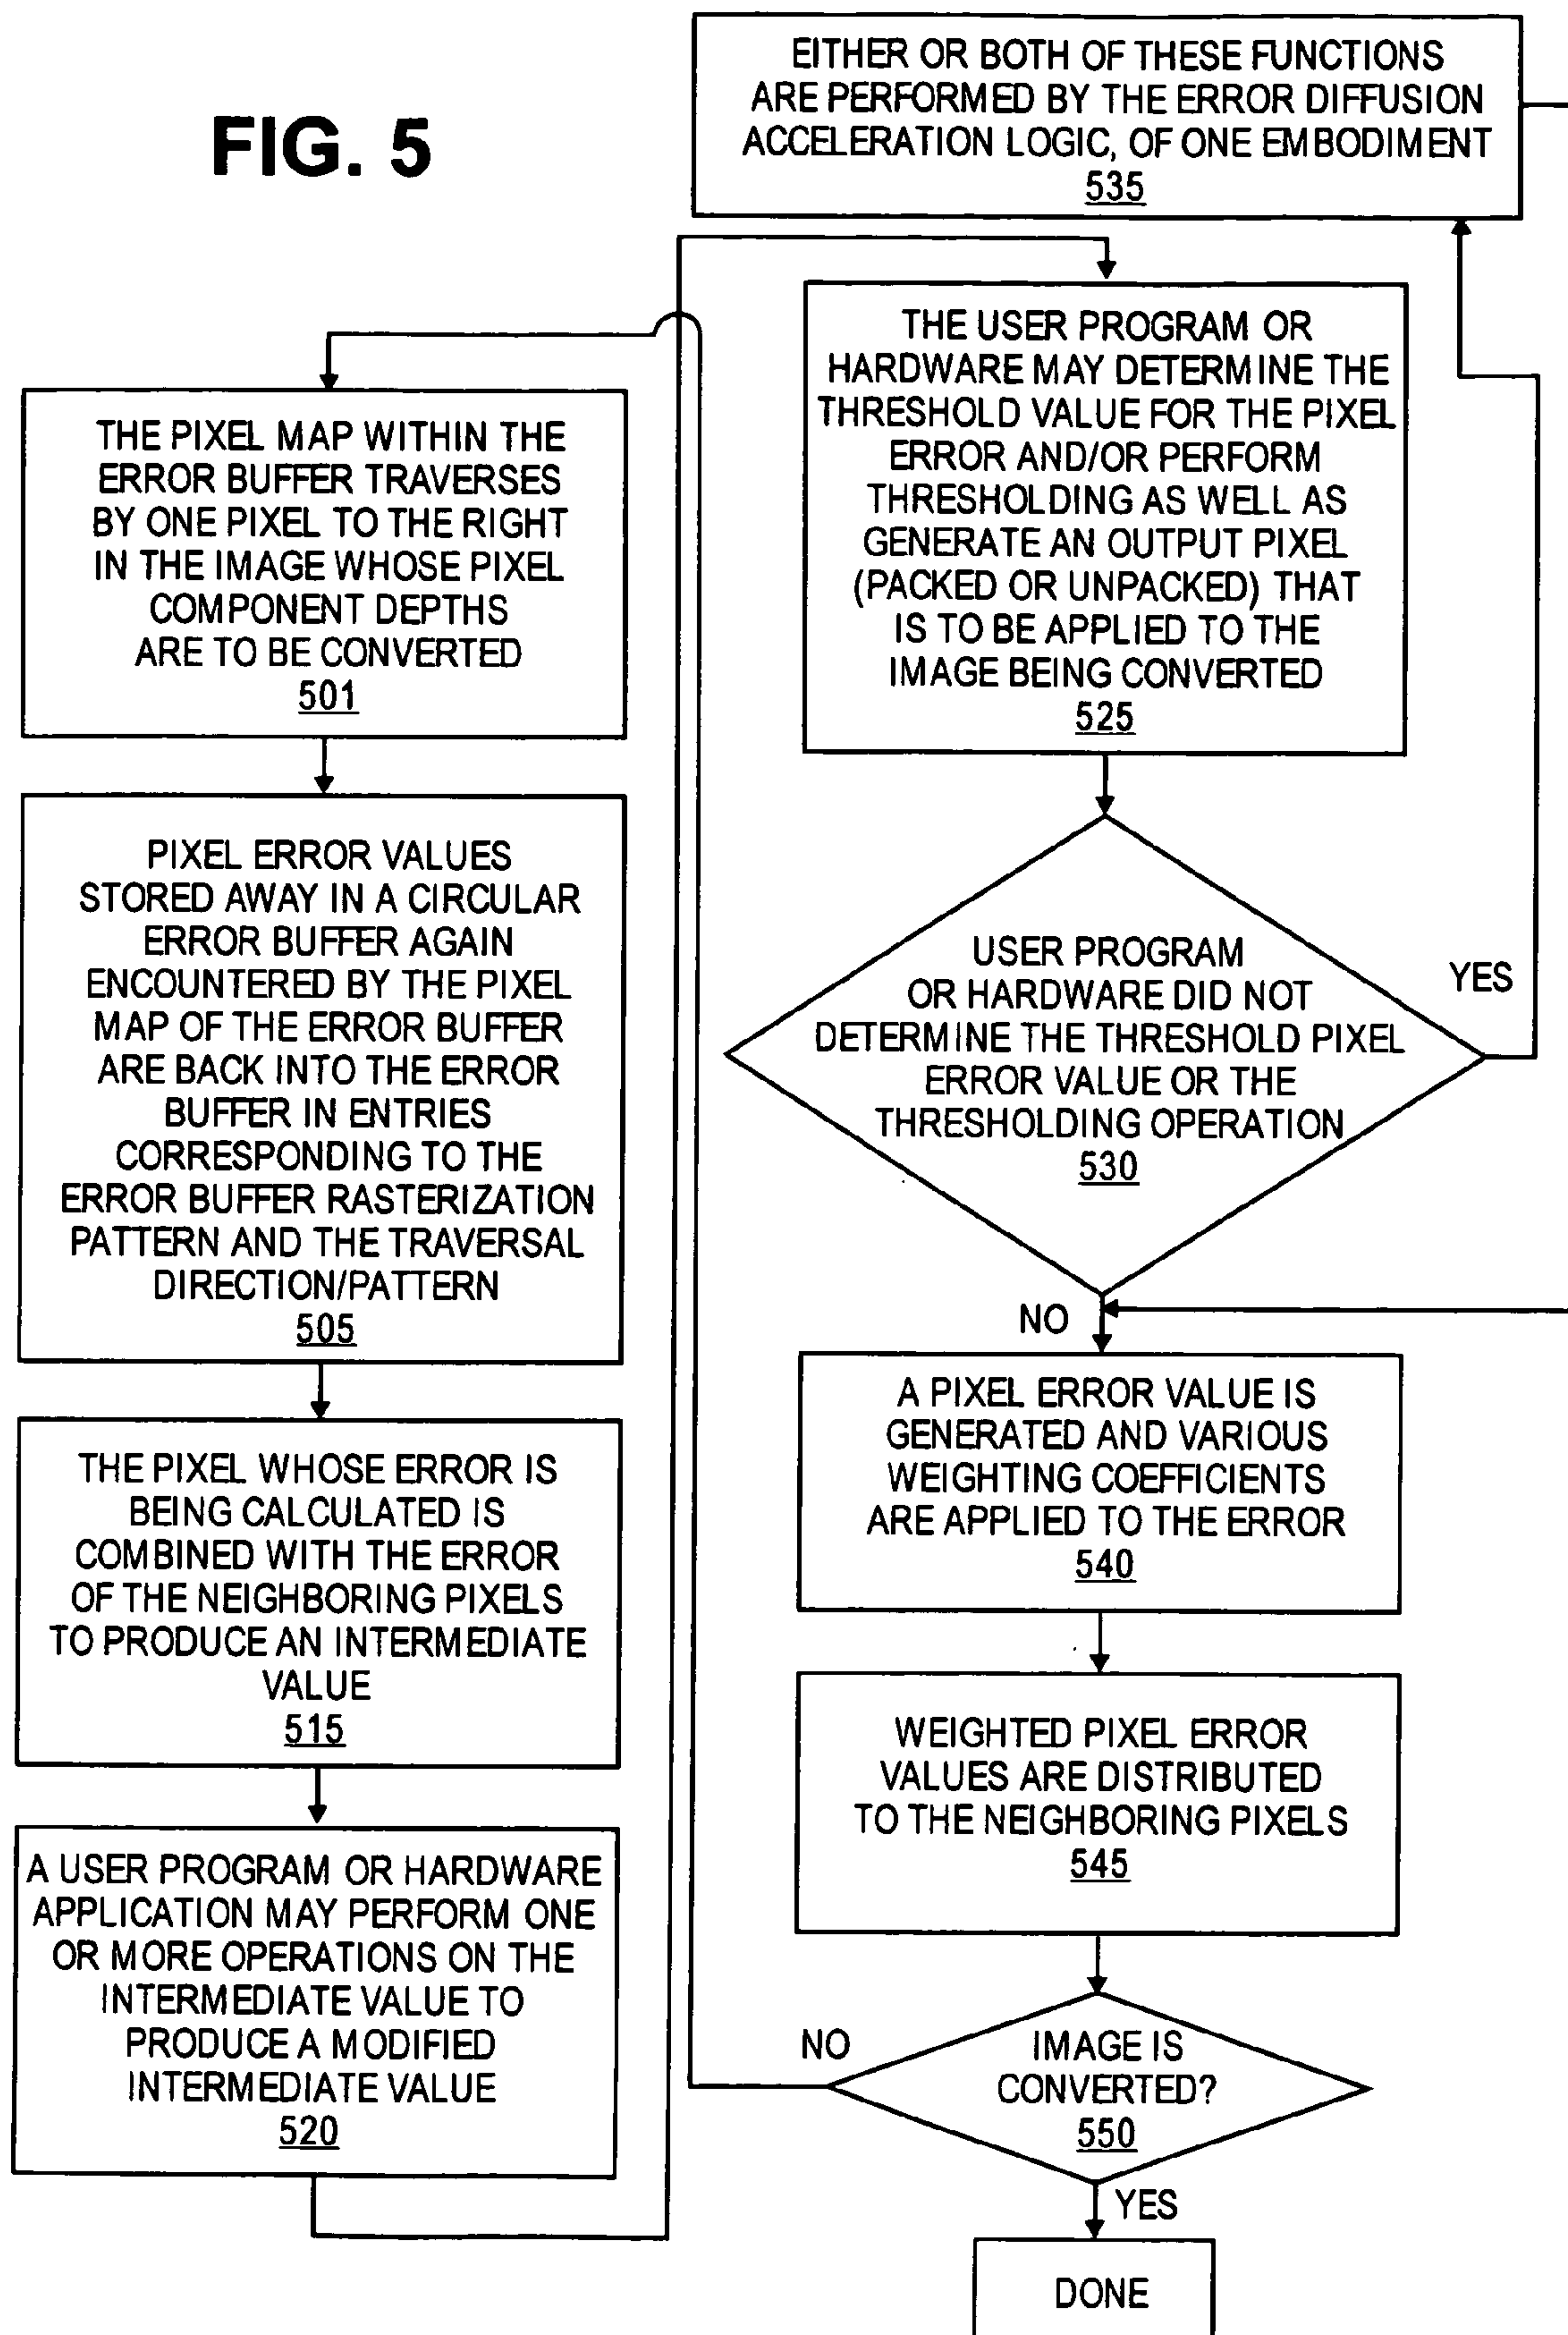 FIG. 5
EITHER OR BOTH OF THESE FUNCTIONS
ARE PERFORMED BY THE ERROR DIFFUSION
ACCELERATION LOGIC, OF ONE EMBODIMENT
535
THE PIXEL MAP WITHIN THE
ERROR BUFFER TRAVERSES
BY ONE PIXEL TO THE RIGHT
IN THE IMAGE WHOSE PIXEL
COMPONENT DEPTHS
ARE TO BE CONVERTED
501
PIXEL ERROR VALUES
STORED AWAY IN A CIRCULAR
ERROR BUFFER AGAIN
ENCOUNTERED BY THE PIXEL
MAP OF THE ERROR BUFFER
ARE BACK INTO THE ERROR
BUFFER IN ENTRIES
CORRESPONDING TO THE
ERROR BUFFER RASTERIZATION
PATTERN AND THE TRAVERSAL
DIRECTION/PATTERN
505
THE PIXEL WHOSE ERROR IS
BEING CALCULATED IS
COMBINED WITH THE ERROR
OF THE NEIGHBORING PIXELS
TO PRODUCE AN INTERMEDIATE
VALUE
515
A USER PROGRAM OR HARDWARE
APPLICATION MAY PERFORM ONE
OR MORE OPERATIONS ON THE
INTERMEDIATE VALUE TO
PRODUCE A MODIFIED
INTERMEDIATE VALUE
520
THE USER PROGRAM OR
HARDWARE MAY DETERMINE THE
THRESHOLD VALUE FOR THE PIXEL
ERROR AND/OR PERFORM
THRESHOLDING AS WELL AS
GENERATE AN OUTPUT PIXEL
(PACKED OR UNPACKED) THAT
IS TO BE APPLIED TO THE
IMAGE BEING CONVERTED
525
USER PROGRAM
OR HARDWARE DID NOT
DETERMINE THE THRESHOLD PIXEL
ERROR VALUE OR THE
THRESHOLDING OPERATION
530
YES
NO
A PIXEL ERROR VALUE IS
GENERATED AND VARIOUS
WEIGHTING COEFFICIENTS
ARE APPLIED TO THE ERROR
540
WEIGHTED PIXEL ERROR
VALUES ARE DISTRIBUTED
TO THE NEIGHBORING PIXELS
545
NO
IMAGE IS
CONVERTED?
550
YES
DONE